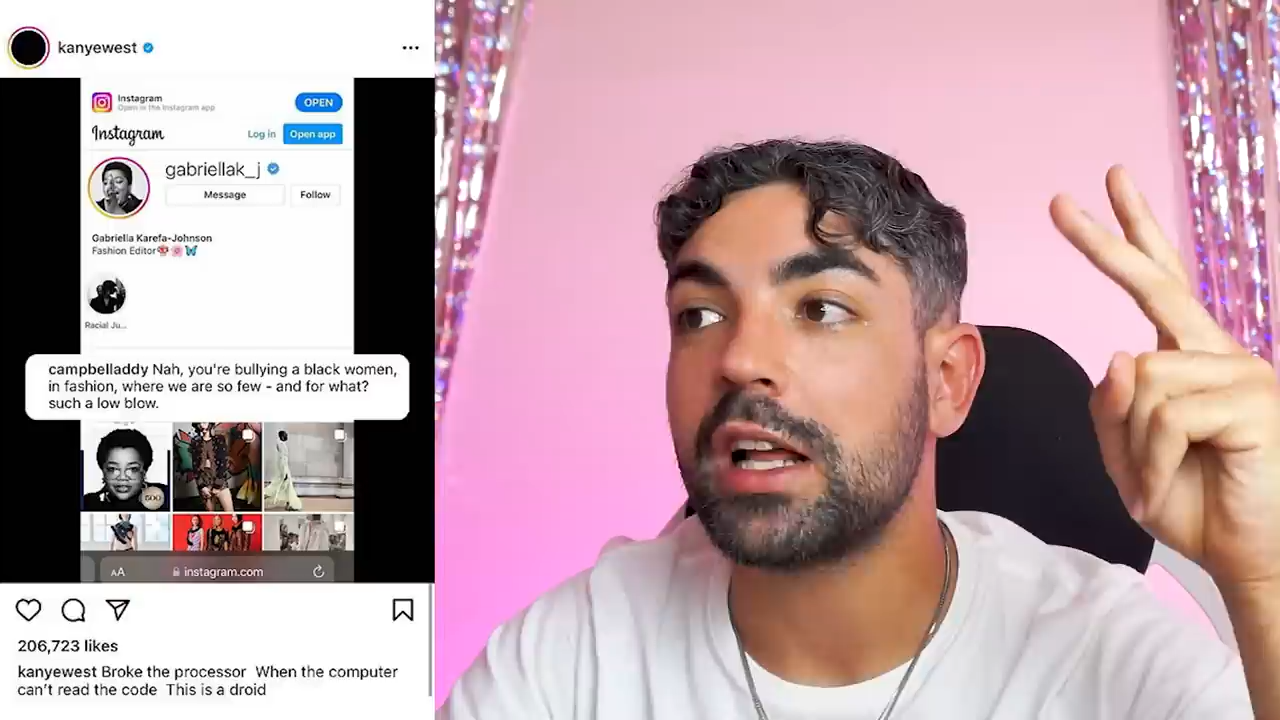 kanyewest
Instagram
Open in the Instagram app
OPEN
Instagram
Log in
Open app
gabriellak_j
Message
Follow
Gabriella Karefa-Johnson
Fashion Editor
Racial Ju...
campbelladdy Nah, you're bullying a black women,
in fashion, where we are so few - and for what?
such a low blow.
500
AA
instagram.com
206,723 likes
kanyewest Broke the processor When the computer
can't read the code This is a droid